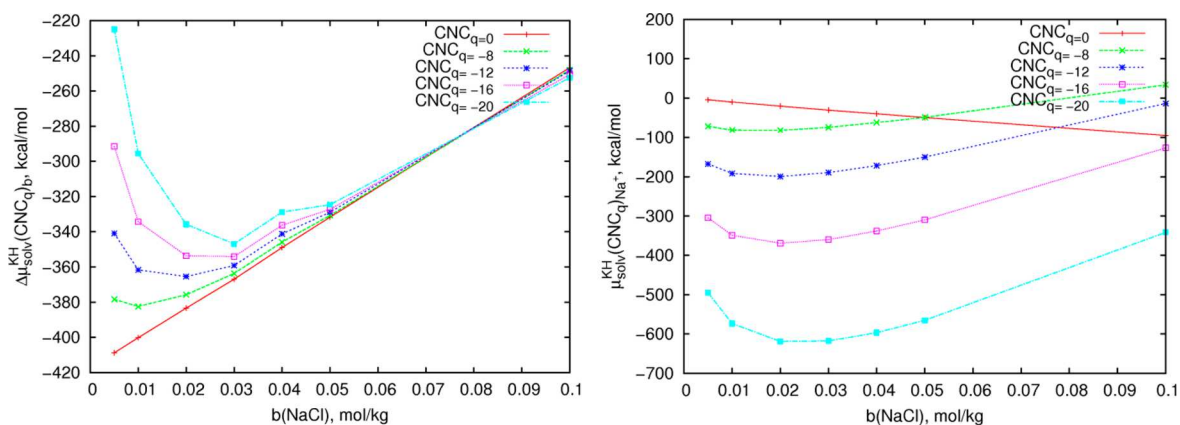 -220
-240
-260
-280
-300
-320
-340
-360
-380
-400
-420
Δμ^KH_solv(CNC_q)_b, kcal/mol
CNC_q=0
CNC_q= -8
CNC_q= -12
CNC_q= -16
CNC_q= -20
0 0.01 0.02 0.03 0.04 0.05 0.06 0.07 0.08 0.09 0.1
b(NaCl), mol/kg
200
100
0
-100
-200
-300
-400
-500
-600
-700
μ^KH_solv(CNC_q)_Na+, kcal/mol
CNC_q=0
CNC_q= -8
CNC_q= -12
CNC_q= -16
CNC_q= -20
0 0.01 0.02 0.03 0.04 0.05 0.06 0.07 0.08 0.09 0.1
b(NaCl), mol/kg